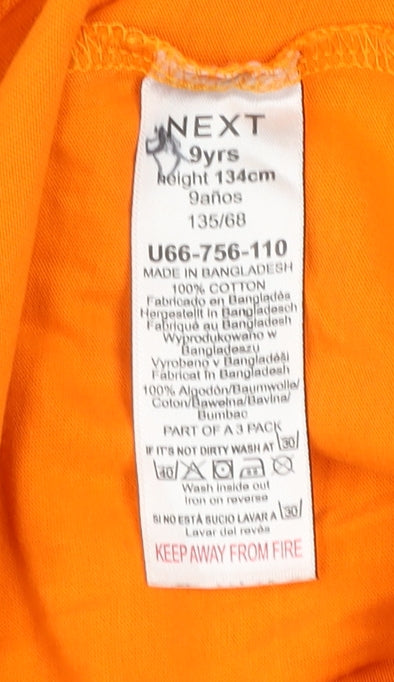 NEXT
9yrs
height 134cm
9años
135/68
U66-756-110
MADE IN BANGLADESH
100% COTTON
Fabricado en Bangladés
Hergestellt in Bangladesch
Fabriqué au Bangladesh
Wyprodukowano w
Bangladeszu
Vyrobeno v Bangladéši
Fabricat în Bangladesh
100% Algodón/Baumwolle/
Coton/Bawełna/Bavlna/
Bumbac
PART OF A 3 PACK
IF IT'S NOT DIRTY WASH AT 30
40
Wash inside out
Iron on reverse
SI NO ESTÁ SUCIO LAVAR A 30
Lavar del revés
KEEP AWAY FROM FIRE